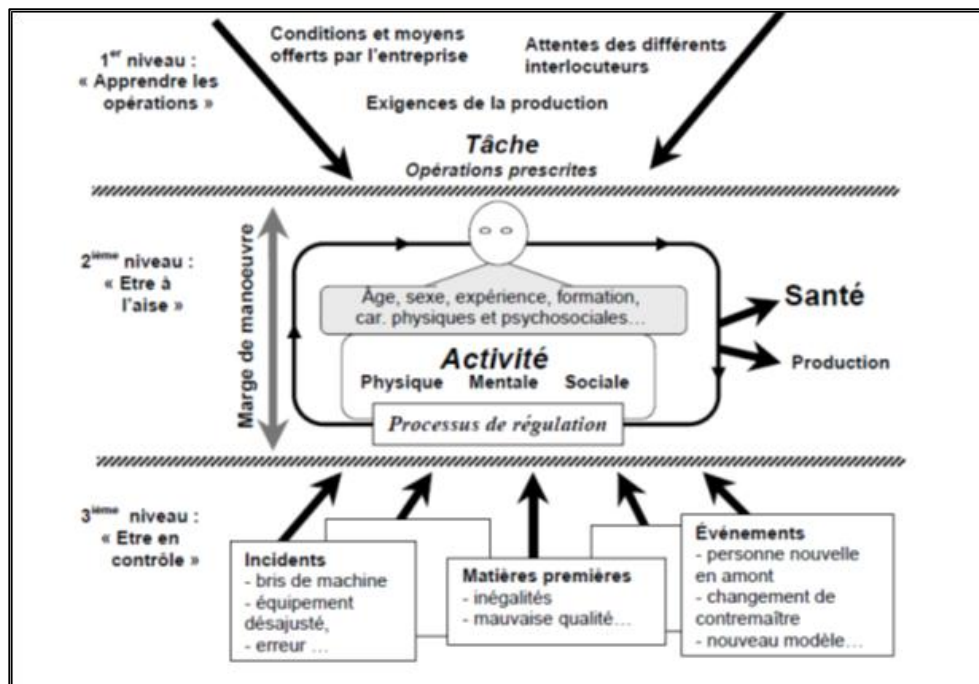 Conditions et moyens
offerts par l'entreprise
Attentes des différents
interlocuteurs
1er niveau :
« Apprendre les
opérations »
Exigences de la production
Tâche
Opérations prescrites
Marge de manoeuvre
2ième niveau :
« Etre à
l'aise »
Âge, sexe, expérience, formation,
car. physiques et psychosociales...
Activité
Physique Mentale Sociale
Processus de régulation
Santé
Production
3ième niveau :
« Etre en
contrôle »
Incidents
- bris de machine
- équipement
désajusté,
- erreur ...
Matières premières
- inégalités
- mauvaise qualité...
Événements
- personne nouvelle
en amont
- changement de
contremaître
- nouveau modèle...